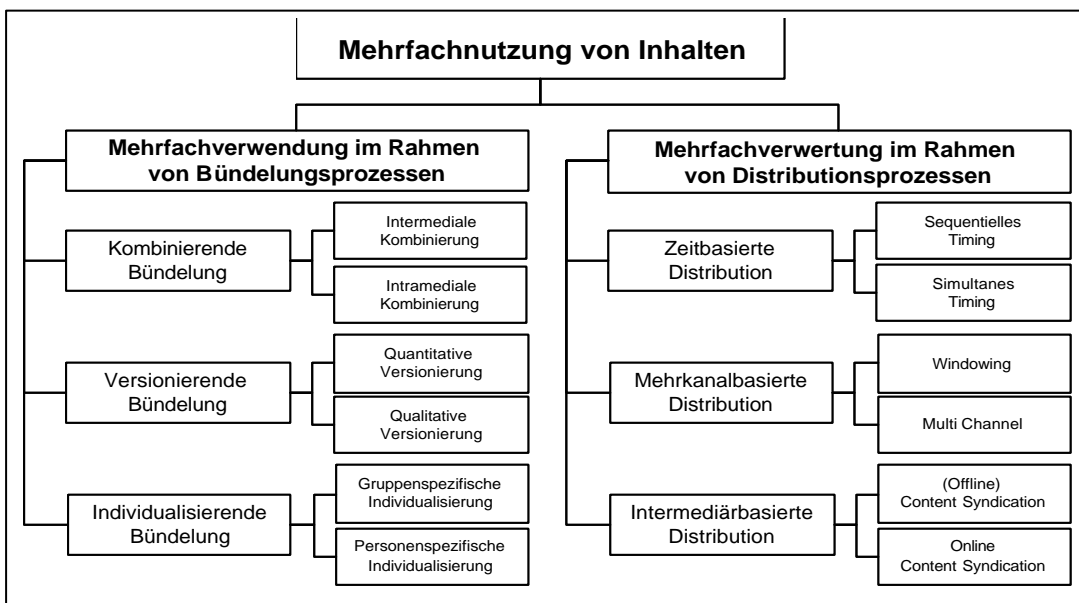 Mehrfachnutzung von Inhalten
Mehrfachverwendung im Rahmen
von Bündelungsprozessen
Kombinierende
Bündelung
Intermediale
Kombinierung
Intramediale
Kombinierung
Versionierende
Bündelung
Quantitative
Versionierung
Qualitative
Versionierung
Individualisierende
Bündelung
Gruppenspezifische
Individualisierung
Personenspezifische
Individualisierung
Mehrfachverwertung im Rahmen
von Distributionsprozessen
Zeitbasierte
Distribution
Sequentielles
Timing
Simultanes
Timing
Mehrkanalbasierte
Distribution
Windowing
Multi Channel
Intermediärbasierte
Distribution
(Offline)
Content Syndication
Online
Content Syndication